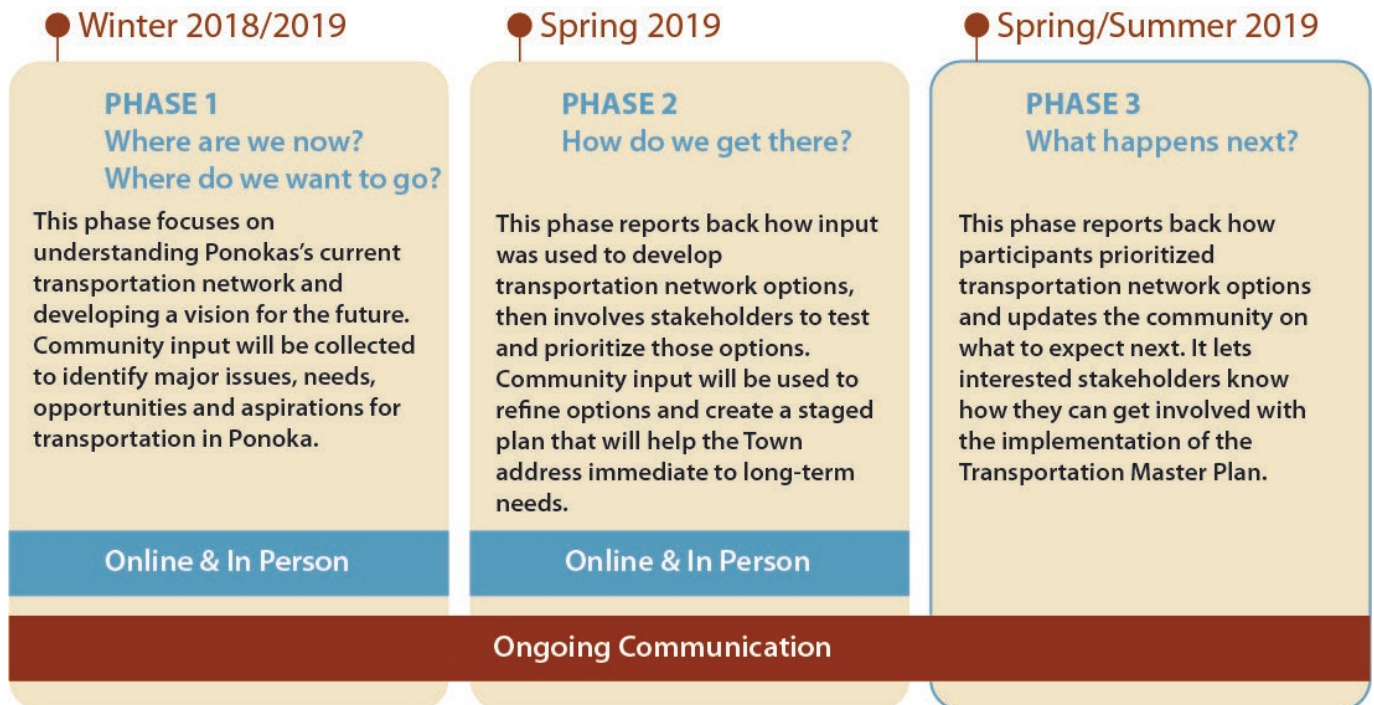 Winter 2018/2019
PHASE 1
Where are we now?
Where do we want to go?
This phase focuses on
understanding Ponokas's current
transportation network and
developing a vision for the future.
Community input will be collected
to identify major issues, needs,
opportunities and aspirations for
transportation in Ponoka.
Online & In Person
Spring 2019
PHASE 2
How do we get there?
This phase reports back how input
was used to develop
transportation network options,
then involves stakeholders to test
and prioritize those options.
Community input will be used to
refine options and create a staged
plan that will help the Town
address immediate to long-term
needs.
Online & In Person
Spring/Summer 2019
PHASE 3
What happens next?
This phase reports back how
participants prioritized
transportation network options
and updates the community on
what to expect next. It lets
interested stakeholders know
how they can get involved with
the implementation of the
Transportation Master Plan.
Ongoing Communication